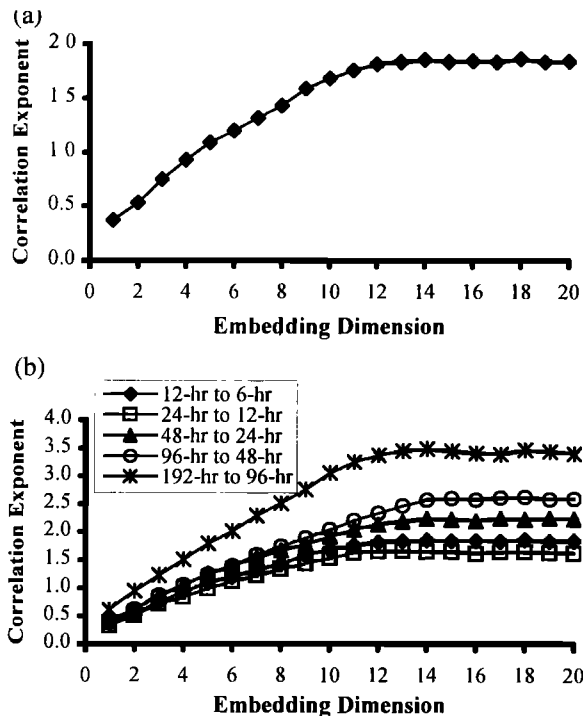 (a)
2 0
1 5
1 0
0.5
0.0
Correlation Exponent
0 2 4 6 8 10 12 14 16 18 20
Embedding Dimension
(b)
12-hr to 6-hr
24-hr to 12-hr
48-hr to 24-hr
96-hr to 48-hr
192-hr to 96-hr
4.0
3.5
3.0
2.5
2.0
1.5
1.0
0.5
0.0
Correlation Exponent
0 2 4 6 8 10 12 14 16 18 20
Embedding Dimension